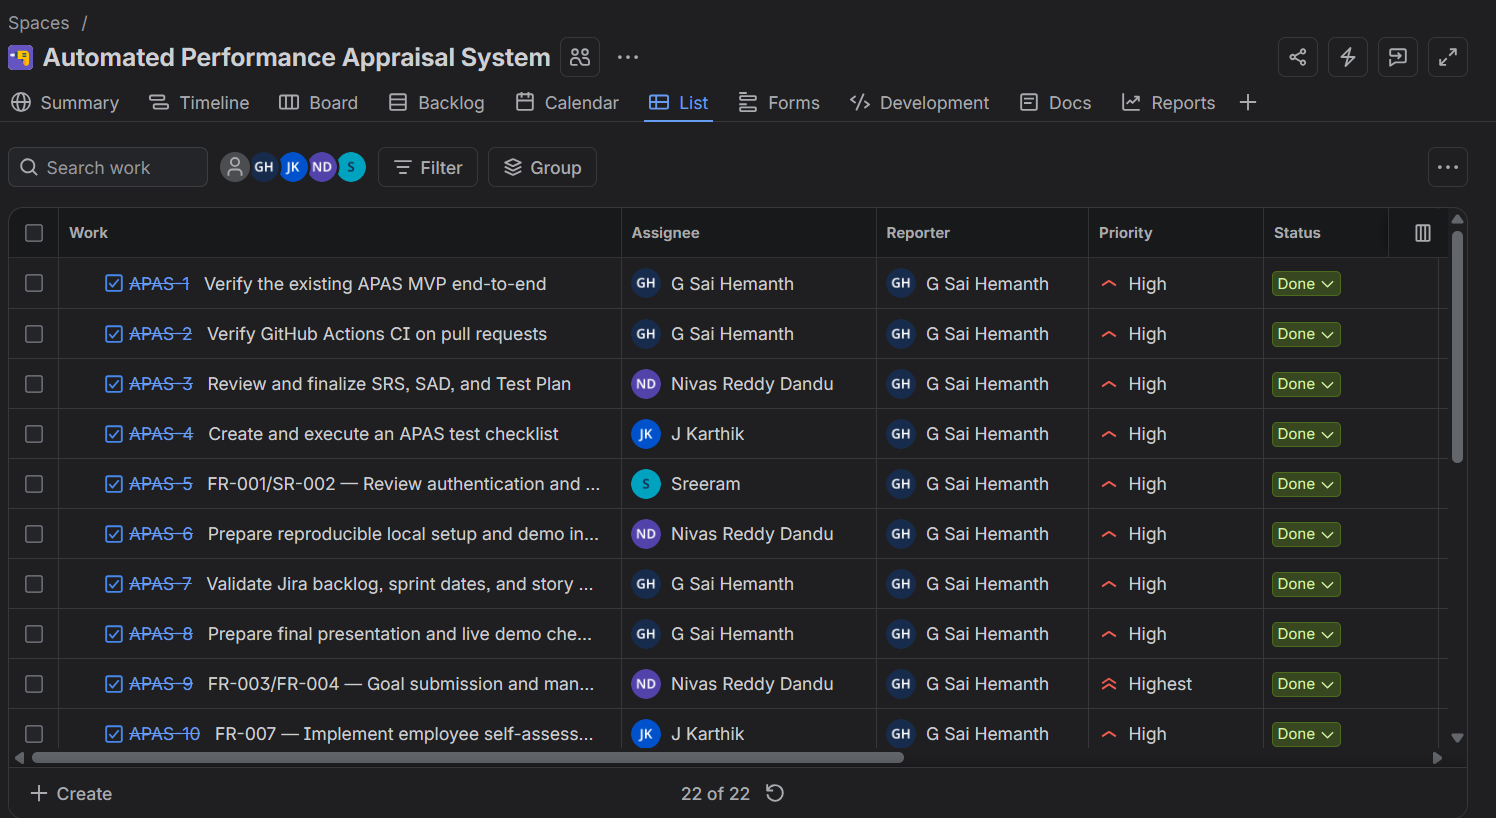 Spaces /
Automated Performance Appraisal System
Summary Timeline Board Backlog Calendar List Forms Development Docs Reports
Search work GH JK ND S Filter Group
Work Assignee Reporter Priority Status
APAS-1 Verify the existing APAS MVP end-to-end GH G Sai Hemanth GH G Sai Hemanth High Done
APAS-2 Verify GitHub Actions CI on pull requests GH G Sai Hemanth GH G Sai Hemanth High Done
APAS-3 Review and finalize SRS, SAD, and Test Plan ND Nivas Reddy Dandu GH G Sai Hemanth High Done
APAS-4 Create and execute an APAS test checklist JK J Karthik GH G Sai Hemanth High Done
APAS-5 FR-001/SR-002 — Review authentication and ... S Sreeram GH G Sai Hemanth High Done
APAS-6 Prepare reproducible local setup and demo in... ND Nivas Reddy Dandu GH G Sai Hemanth High Done
APAS-7 Validate Jira backlog, sprint dates, and story ... GH G Sai Hemanth GH G Sai Hemanth High Done
APAS-8 Prepare final presentation and live demo che... GH G Sai Hemanth GH G Sai Hemanth High Done
APAS-9 FR-003/FR-004 — Goal submission and man... ND Nivas Reddy Dandu GH G Sai Hemanth Highest Done
APAS-10 FR-007 — Implement employee self-assess... JK J Karthik GH G Sai Hemanth High Done
Create 22 of 22